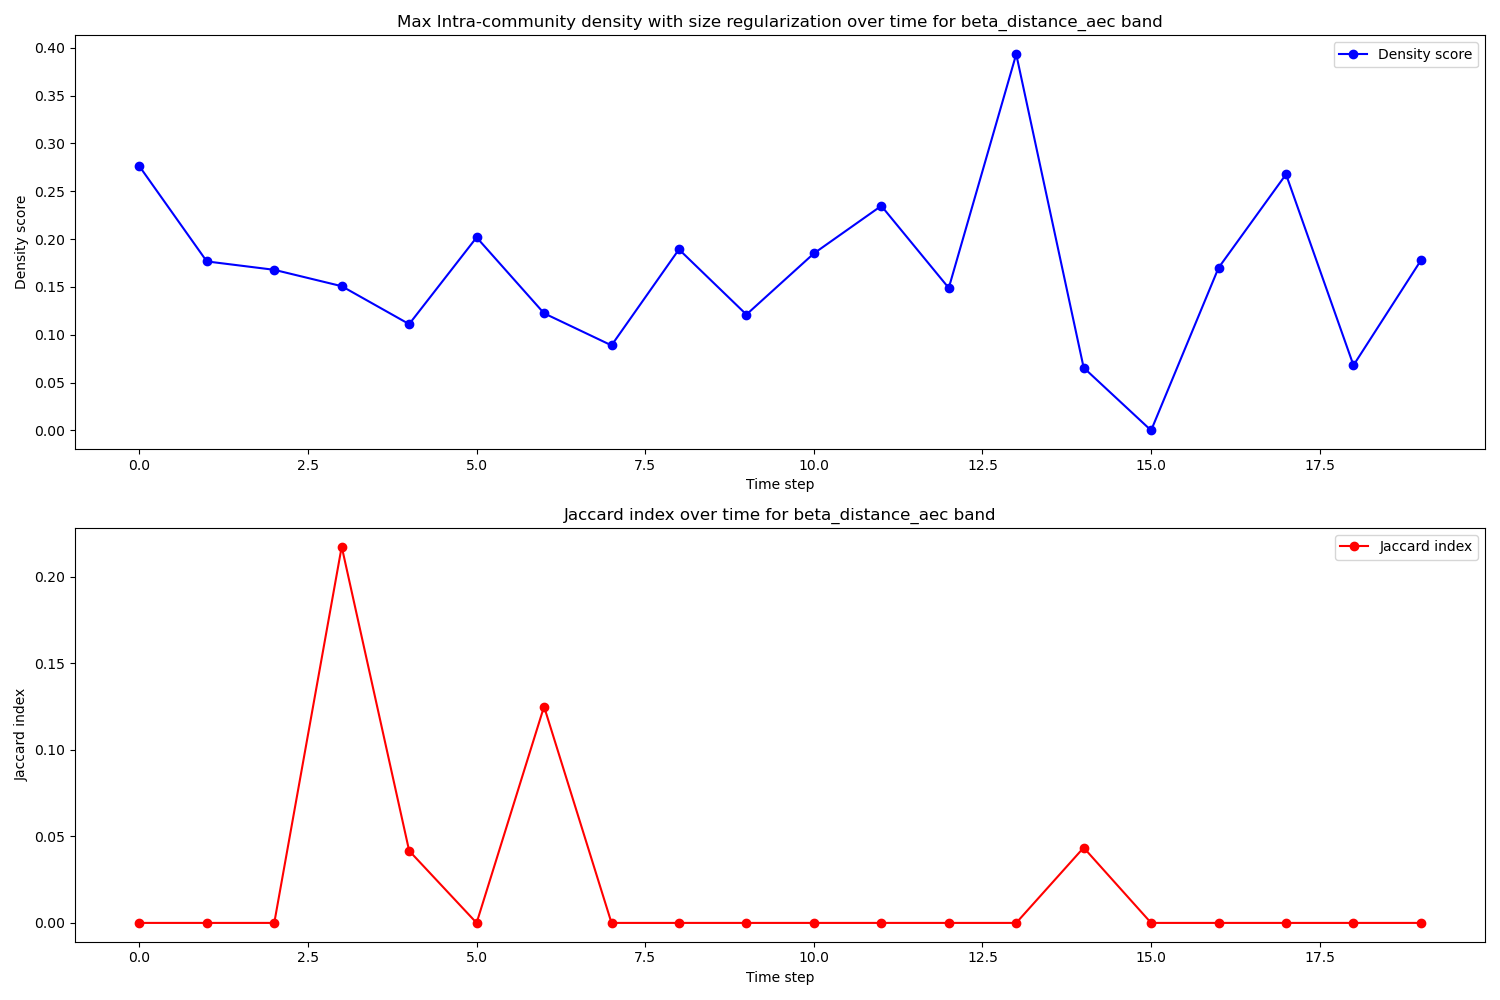 Max Intra-community density with size regularization over time for beta_distance_aec band
Density score
0.40
0.35
0.30
0.25
0.20
0.15
0.10
0.05
0.00
Density score
0.0 2.5 5.0 7.5 10.0 12.5 15.0 17.5
Time step
Jaccard index over time for beta_distance_aec band
Jaccard index
0.20
0.15
0.10
0.05
0.00
Jaccard index
0.0 2.5 5.0 7.5 10.0 12.5 15.0 17.5
Time step